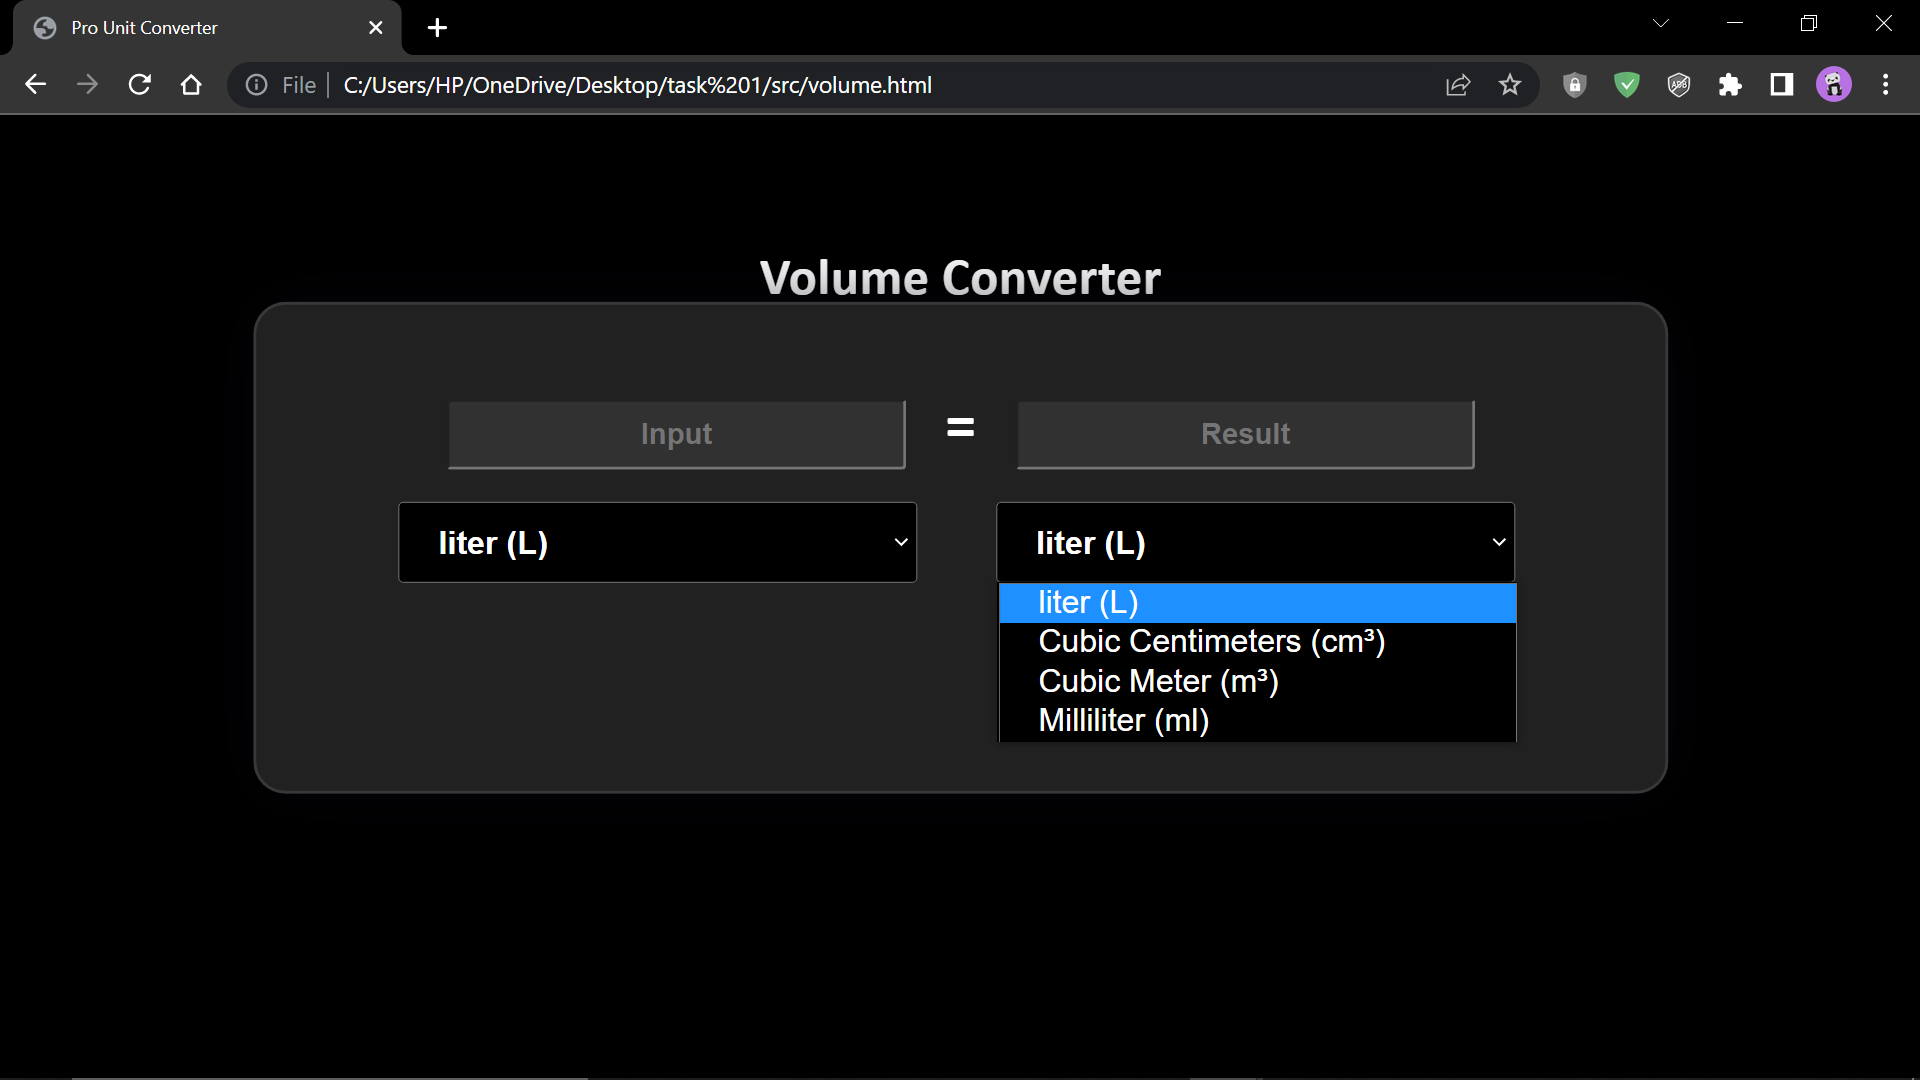 Pro Unit Converter
File
C:/Users/HP/OneDrive/Desktop/task%201/src/volume.html
Volume Converter
Input = Result
liter (L) liter (L)
liter (L)
Cubic Centimeters (cm³)
Cubic Meter (m³)
Milliliter (ml)